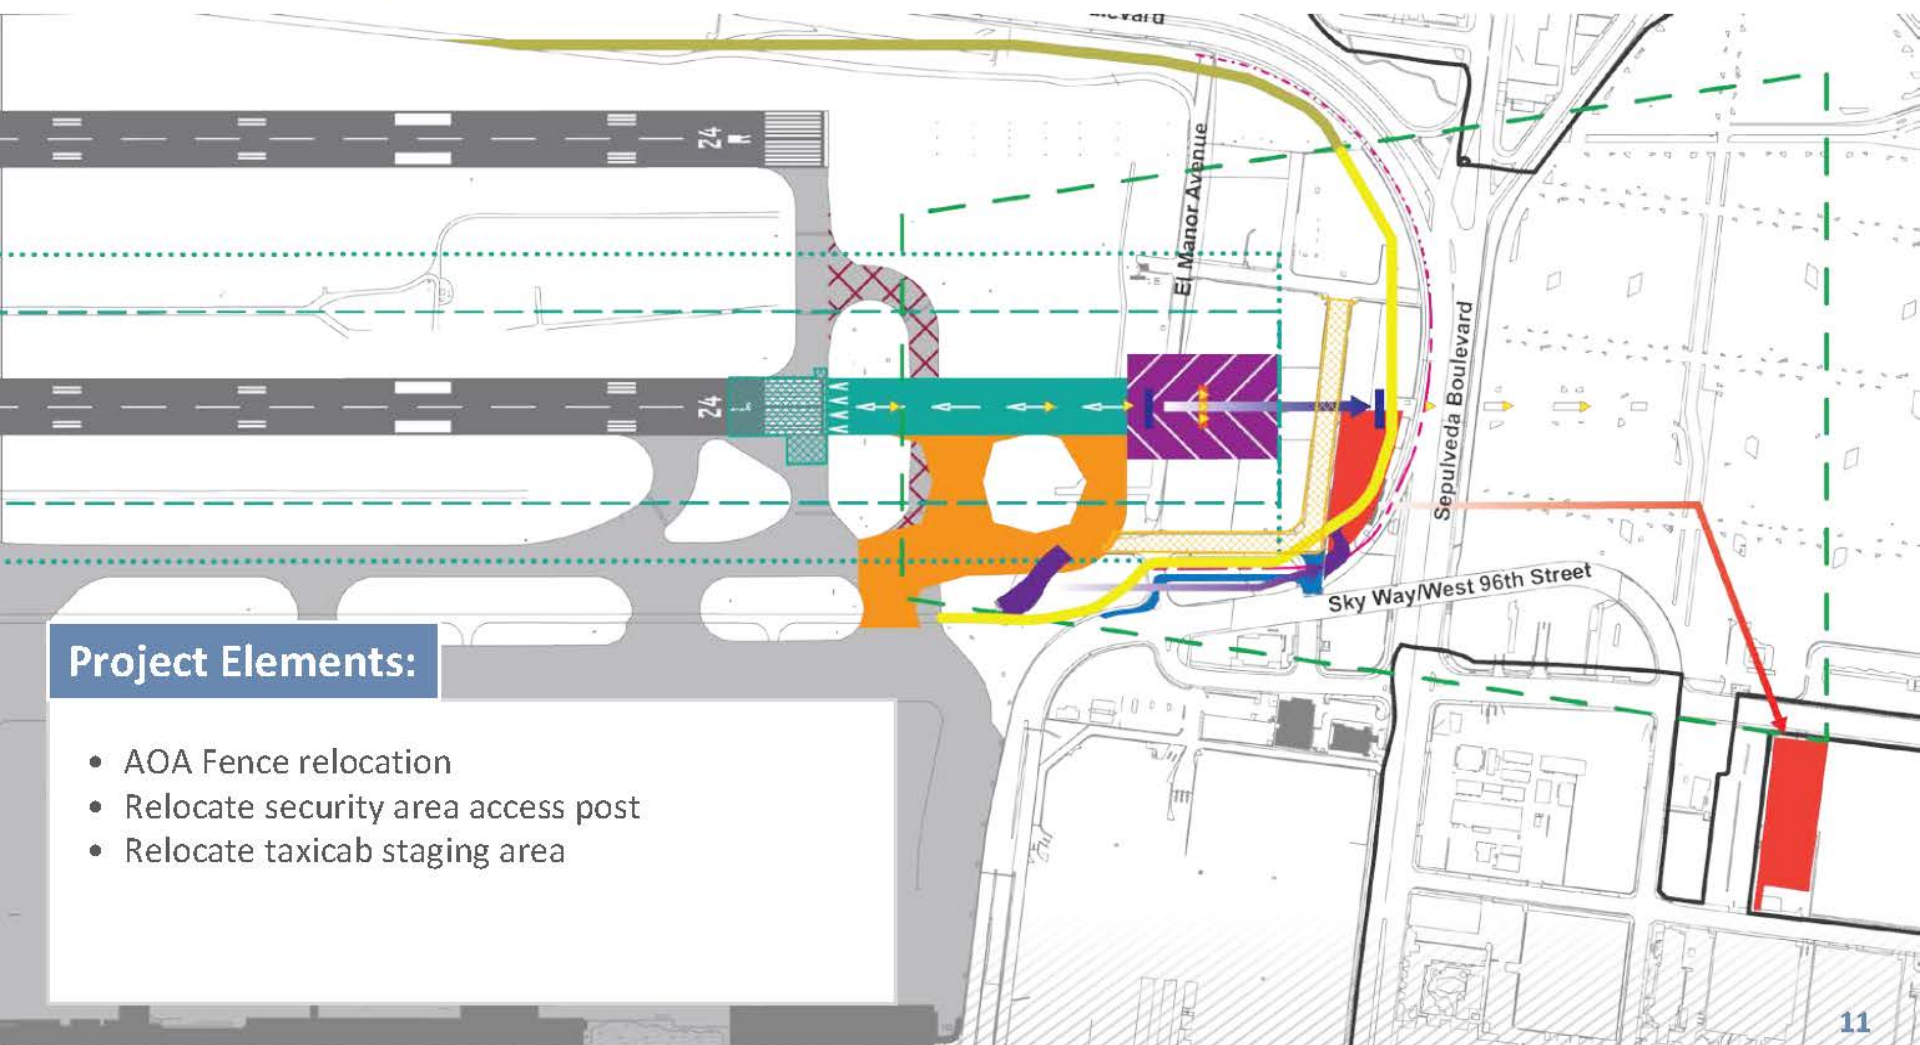 El Manor Avenue
24
24
Sepulveda Boulevard
Sky Way/West 96th Street
Project Elements:
• AOA Fence relocation
• Relocate security area access post
• Relocate taxicab staging area
11